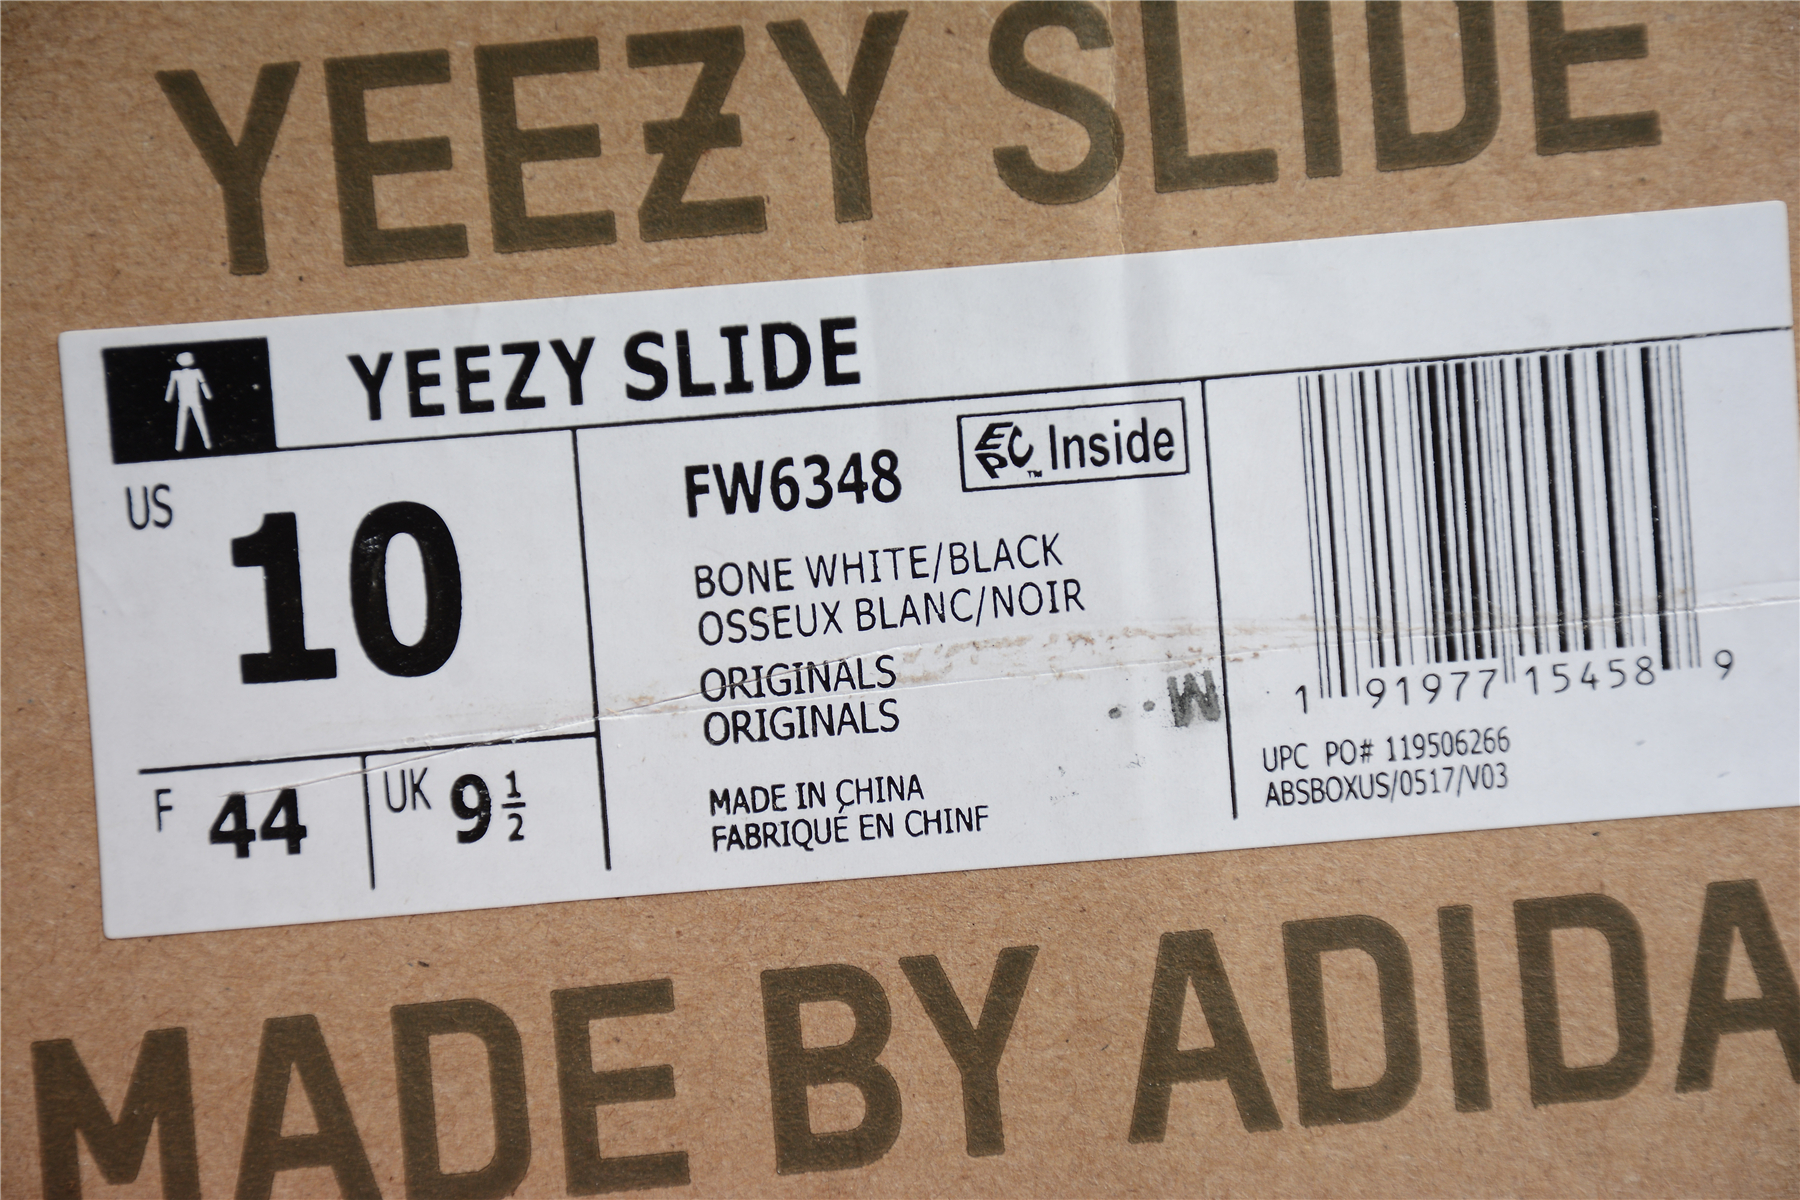 YEEZY SLIDE
YEEZY SLIDE
US
10
FW6348
EPC™ Inside
BONE WHITE/BLACK
OSSEUX BLANC/NOIR
ORIGINALS
ORIGINALS
W
1 91977 15458 9
F 44
UK 9½
MADE IN CHINA
FABRIQUÉ EN CHINF
UPC PO# 119506266
ABSBOXUS/0517/V03
MADE BY ADIDA